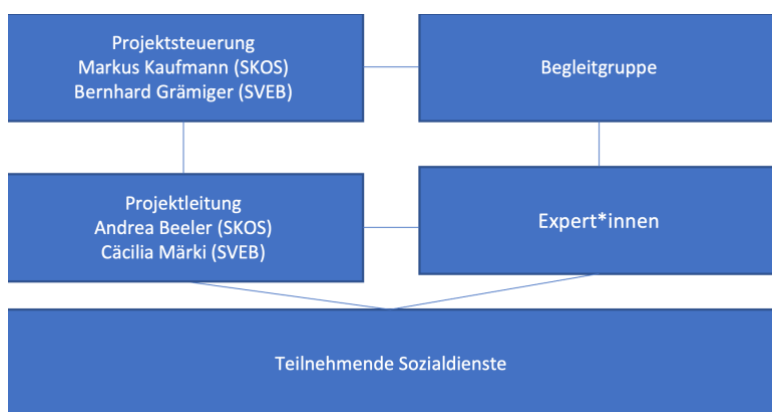 Projektsteuerung
Markus Kaufmann (SKOS)
Bernhard Grämiger (SVEB)
Begleitgruppe
Projektleitung
Andrea Beeler (SKOS)
Cäcilia Märki (SVEB)
Expert*innen
Teilnehmende Sozialdienste